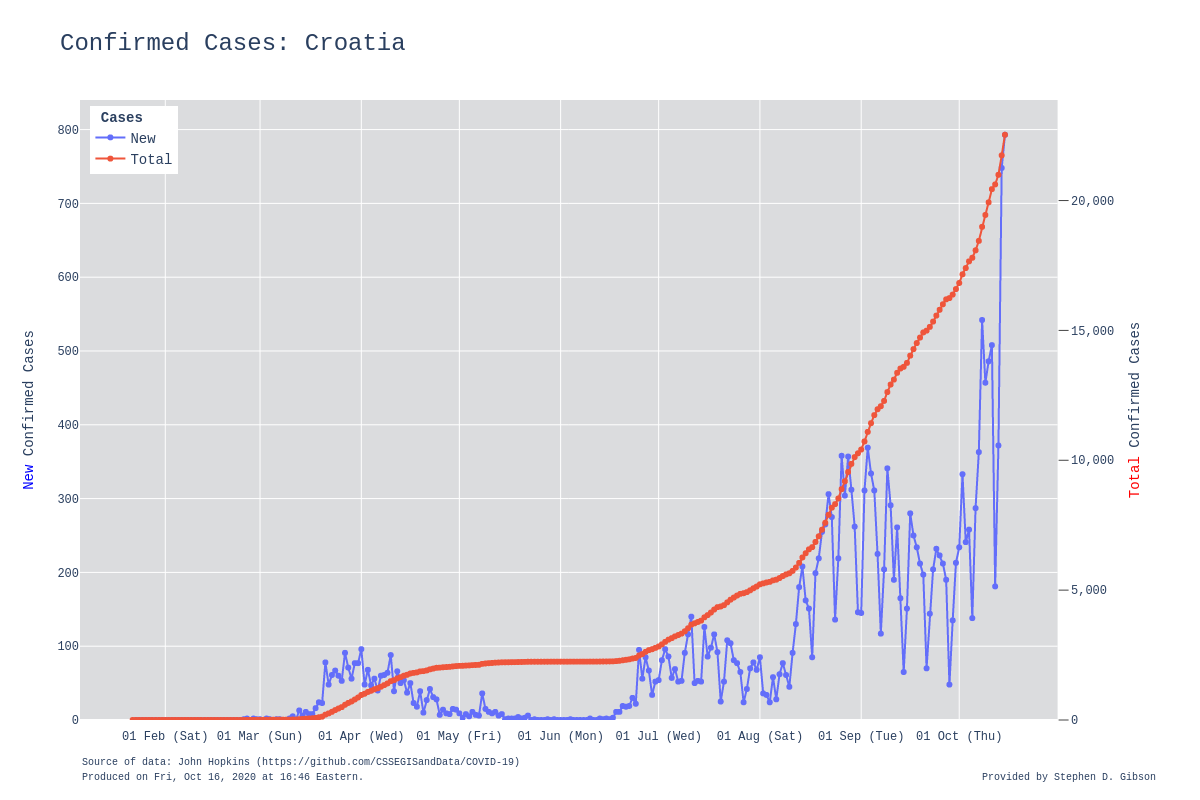 Confirmed Cases: Croatia
Cases
New
Total
800
700
600
500
400
300
200
100
0
20,000
15,000
10,000
5,000
0
New Confirmed Cases
Total Confirmed Cases
01 Feb (Sat) 01 Mar (Sun) 01 Apr (Wed) 01 May (Fri) 01 Jun (Mon) 01 Jul (Wed) 01 Aug (Sat) 01 Sep (Tue) 01 Oct (Thu)
Source of data: John Hopkins (https://github.com/CSSEGISandData/COVID-19)
Produced on Fri, Oct 16, 2020 at 16:46 Eastern.
Provided by Stephen D. Gibson